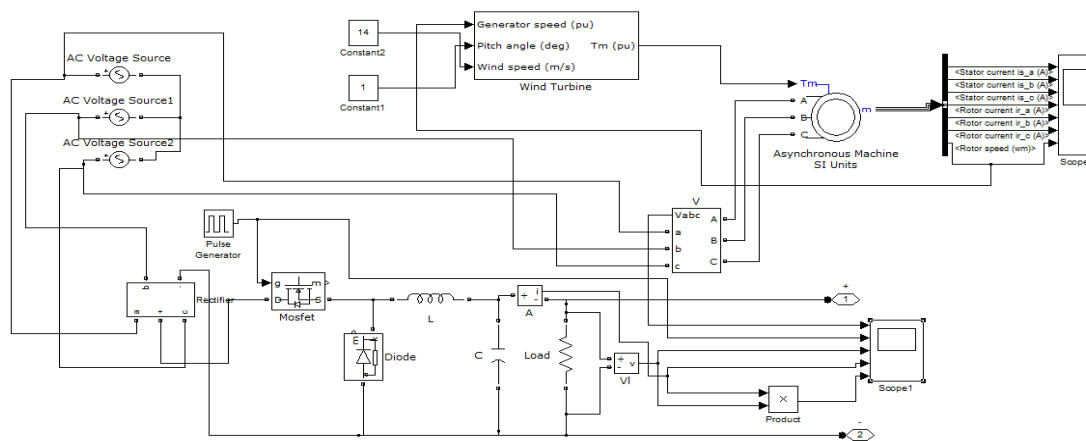 AC Voltage Source
+
AC Voltage Source1
+
AC Voltage Source2
+
14
Constant2
1
Constant1
Generator speed (pu)
Pitch angle (deg)
Tm (pu)
Wind speed (m/s)
Wind Turbine
Tm
A
B
C
m
Asynchronous Machine
SI Units
<Stator current is_a (A)>
<Stator current is_b (A)>
<Stator current is_c (A)>
<Rotor current ir_a (A)>
<Rotor current ir_b (A)>
<Rotor current ir_c (A)>
<Rotor speed (wm)>
Scope
V
Vabc
a
b
c
A
B
C
Pulse
Generator
b
-
a
+
c
Rectifier
g
m
D
S
Mosfet
L
+
i
-
A
+
1
Diode
C
Load
+
-
v
Vl
Product
Scope1
-
2